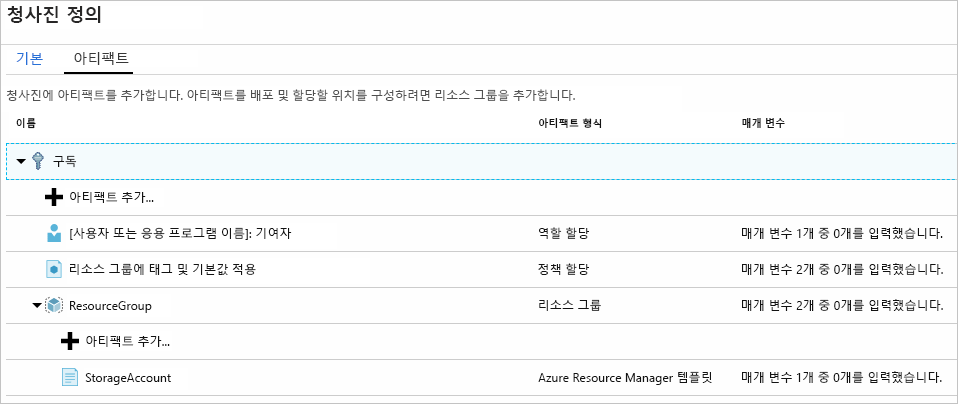 청사진 정의
기본 아티팩트
청사진에 아티팩트를 추가합니다. 아티팩트를 배포 및 할당할 위치를 구성하려면 리소스 그룹을 추가합니다.
이름 아티팩트 형식 매개 변수
구독
아티팩트 추가...
[사용자 또는 응용 프로그램 이름]: 기여자 역할 할당 매개 변수 1개 중 0개를 입력했습니다.
리소스 그룹에 태그 및 기본값 적용 정책 할당 매개 변수 2개 중 0개를 입력했습니다.
ResourceGroup 리소스 그룹 매개 변수 2개 중 0개를 입력했습니다.
아티팩트 추가...
StorageAccount Azure Resource Manager 템플릿 매개 변수 1개 중 0개를 입력했습니다.